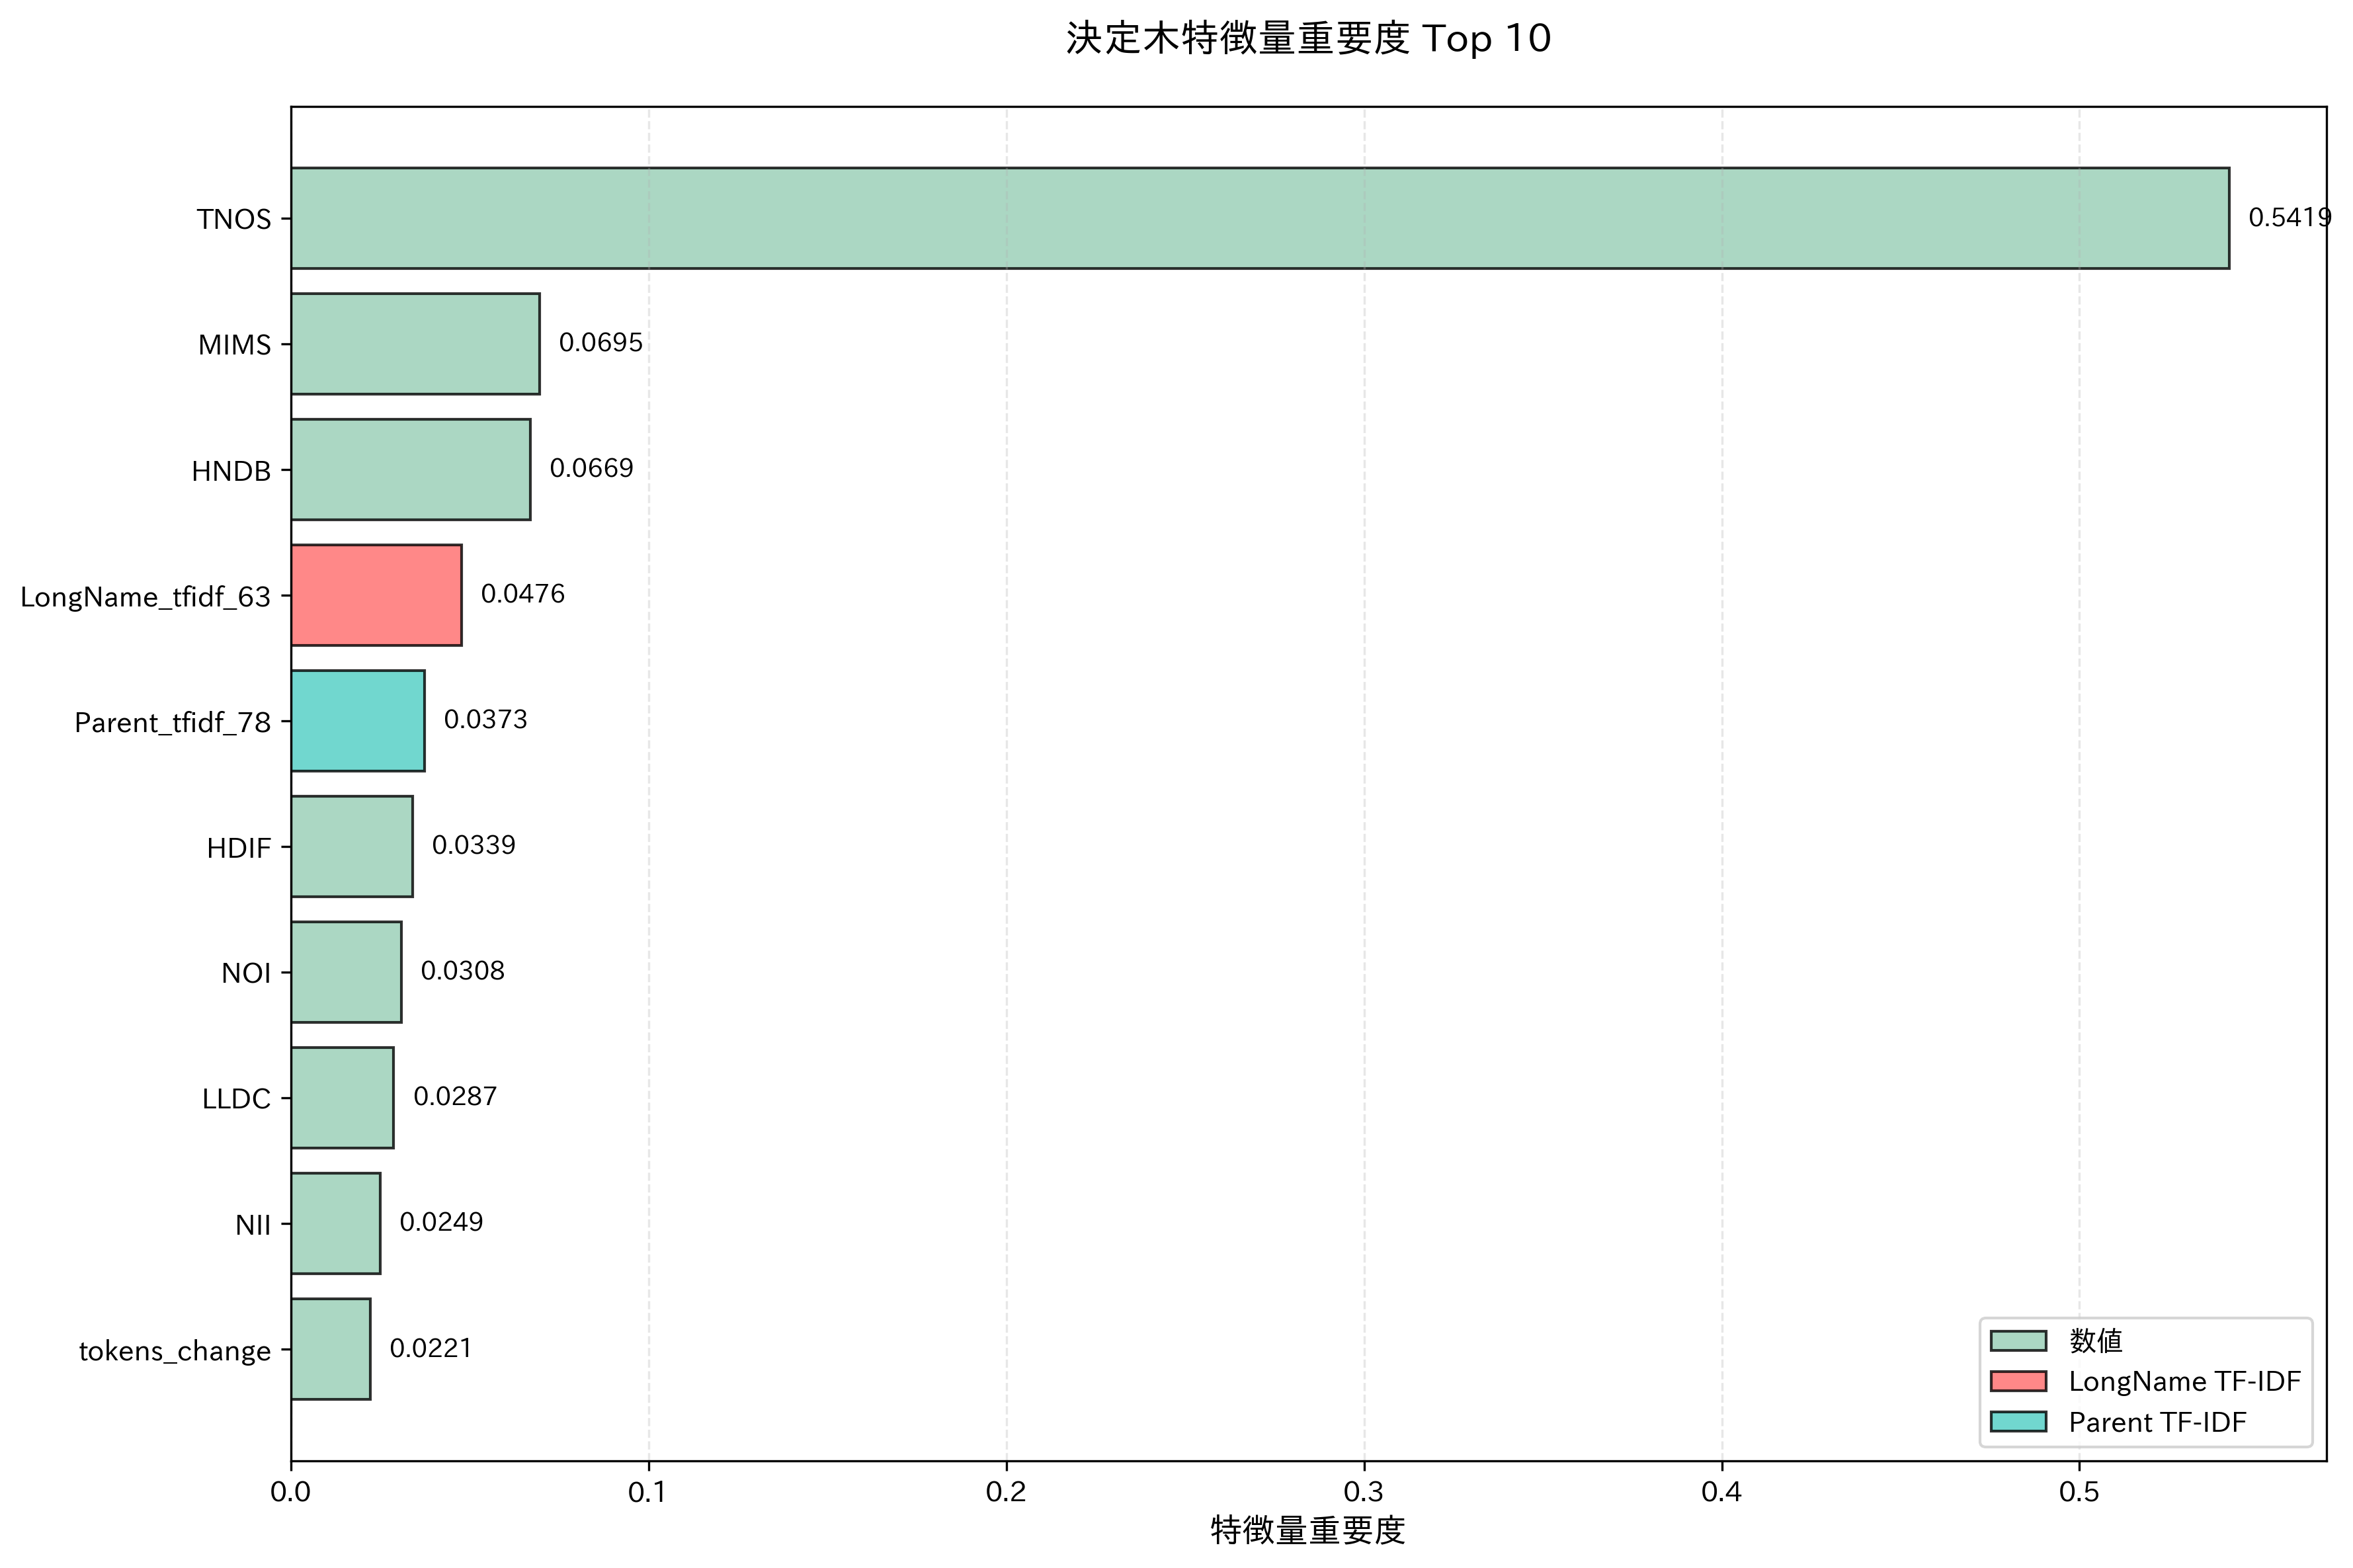 決定木特徴量重要度 Top 10
TNOS
0.5419
MIMS
0.0695
HNDB
0.0669
LongName_tfidf_63
0.0476
Parent_tfidf_78
0.0373
HDIF
0.0339
NOI
0.0308
LLDC
0.0287
NII
0.0249
tokens_change
0.0221
数値
LongName TF-IDF
Parent TF-IDF
0.0 0.1 0.2 0.3 0.4 0.5
特徴量重要度